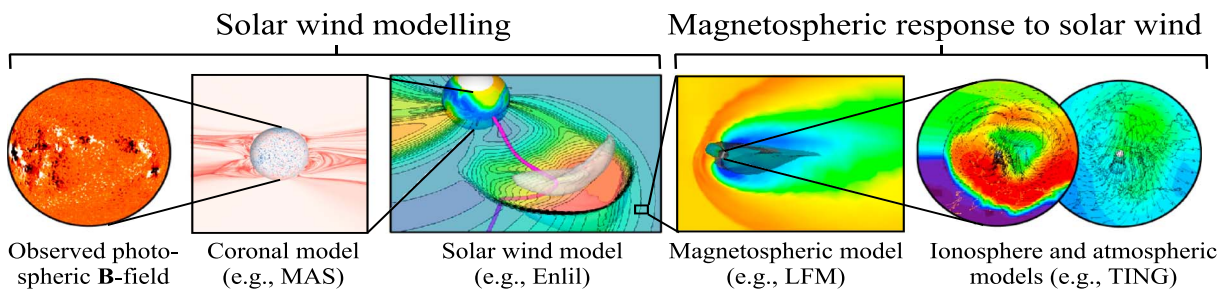 Solar wind modelling
Magnetospheric response to solar wind
Observed photo-
spheric B-field
Coronal model
(e.g., MAS)
Solar wind model
(e.g., Enlil)
Magnetospheric model
(e.g., LFM)
Ionosphere and atmospheric
models (e.g., TING)